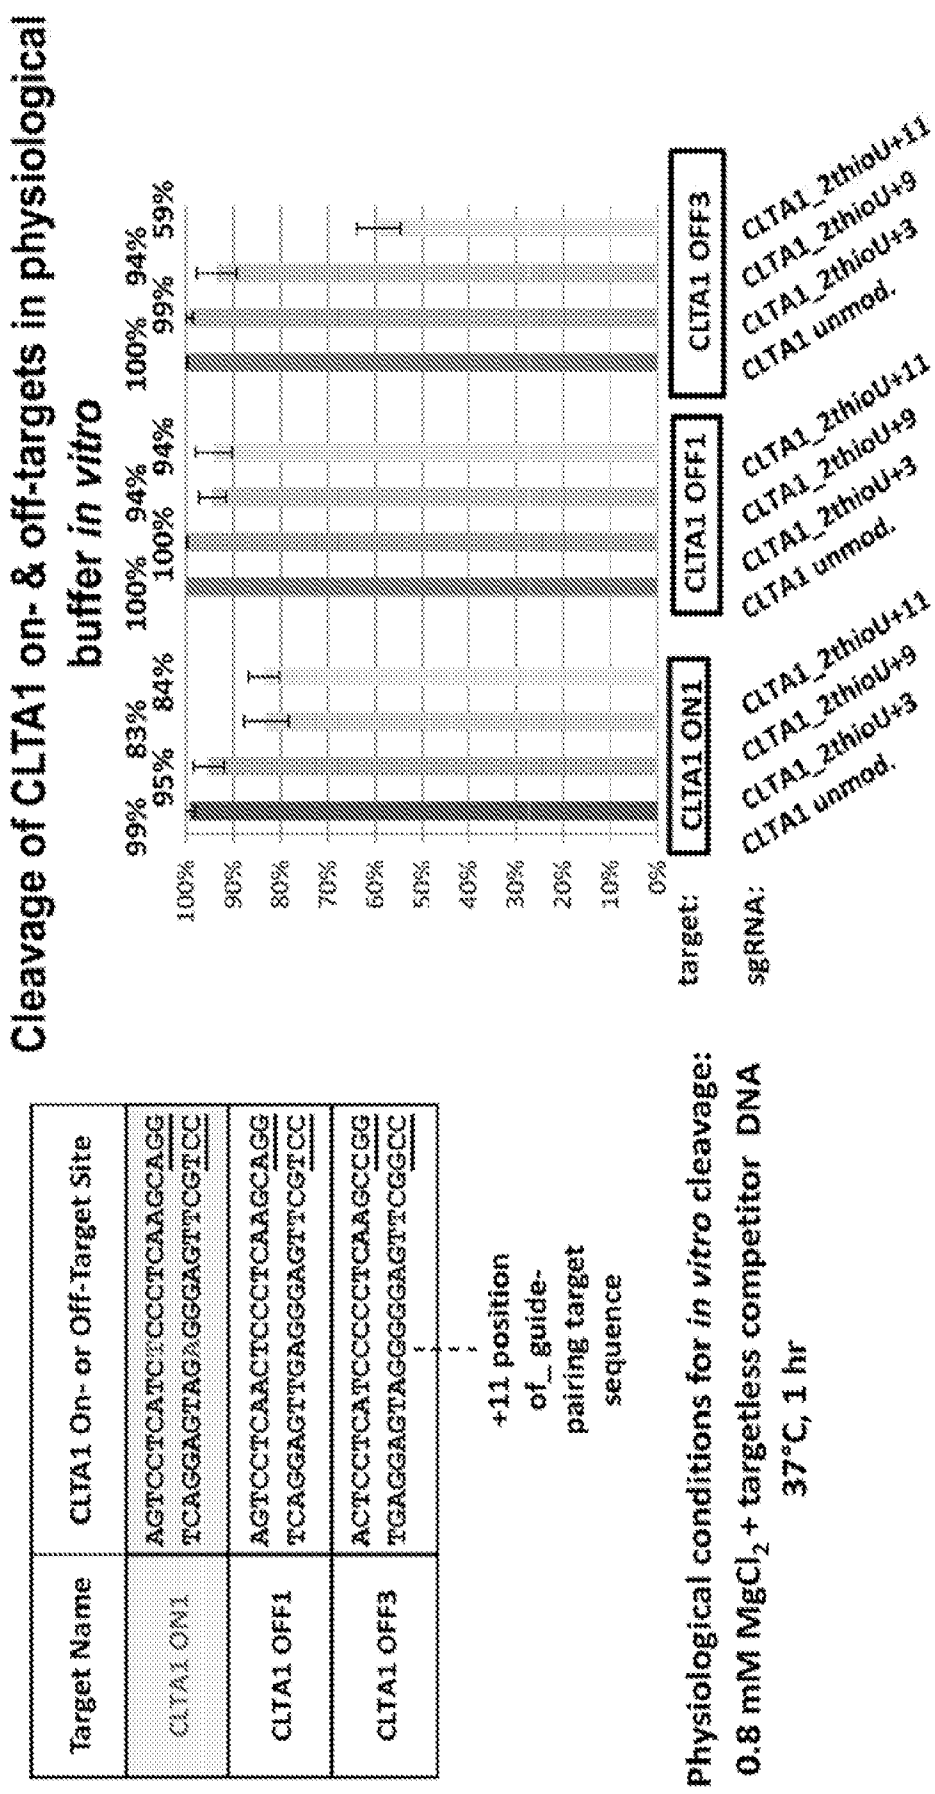 Cleavage of CLTA1 on- & off-targets in physiological
buffer in vitro
Target Name CLTA1 On- or Off-Target Site
CLTA1 ON1
AGTCCTCATCTCCCTCAAGCAGG
TCAGGAGTAGAGGGAGTTCGTCC
CLTA1 OFF1
AGTCCTCAACTCCCTCAAGCAGG
TCAGGAGTTGAGGGAGTTCGTCC
CLTA1 OFF3
ACTCCTCATCCCCCTCAAGCCGG
TGAGGAGTAGGGGGAGTTCGGCC
+11 position
of_ guide-
pairing target
sequence
Physiological conditions for in vitro cleavage:
0.8 mM MgCl₂ + targetless competitor DNA
37°C, 1 hr
99% 95% 83% 84% 100% 100% 94% 94% 100% 99% 94% 59%
100%
90%
80%
70%
60%
50%
40%
30%
20%
10%
0%
target: CLTA1 ON1 CLTA1 OFF1 CLTA1 OFF3
sgRNA:
CLTA1 unmod.
CLTA1_2thioU+3
CLTA1_2thioU+9
CLTA1_2thioU+11
CLTA1 unmod.
CLTA1_2thioU+3
CLTA1_2thioU+9
CLTA1_2thioU+11
CLTA1 unmod.
CLTA1_2thioU+3
CLTA1_2thioU+9
CLTA1_2thioU+11